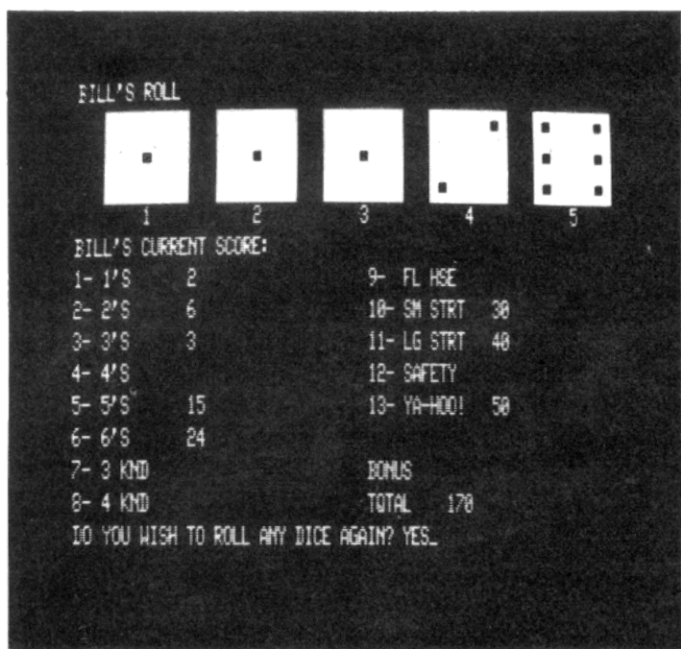 BILL'S ROLL
1 2 3 4 5
BILL'S CURRENT SCORE:
1- 1'S 2 9- FL HSE
2- 2'S 6 10- SM STRT 30
3- 3'S 3 11- LG STRT 40
4- 4'S 12- SAFETY
5- 5'S 15 13- YA-HOO! 50
6- 6'S 24
7- 3 KND BONUS
8- 4 KND TOTAL 170
DO YOU WISH TO ROLL ANY DICE AGAIN? YES_